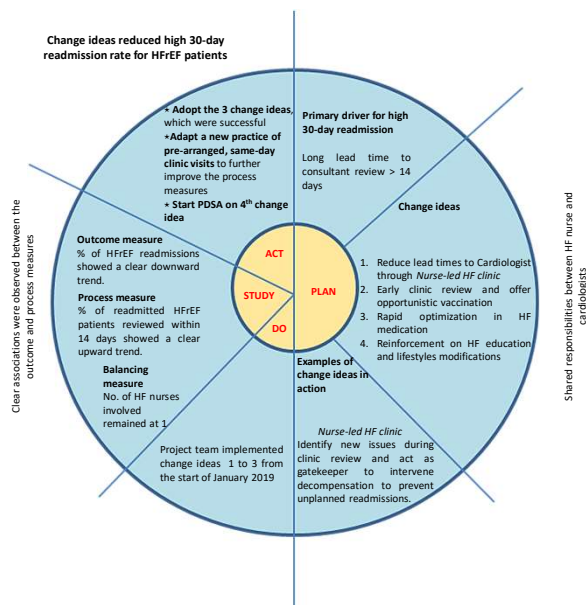 Change ideas reduced high 30-day
readmission rate for HFrEF patients
⋆ Adopt the 3 change ideas,
which were successful
⋆Adapt a new practice of
pre-arranged, same-day
clinic visits to further
improve the process
measures
⋆ Start PDSA on 4th change
idea
Primary driver for high
30-day readmission
Long lead time to
consultant review > 14
days
Change ideas
1. Reduce lead times to Cardiologist
through Nurse-led HF clinic
2. Early clinic review and offer
opportunistic vaccination
3. Rapid optimization in HF
medication
4. Reinforcement on HF education
and lifestyles modifications
ACT
PLAN
STUDY
DO
Outcome measure
% of HFrEF readmissions
showed a clear downward
trend.
Process measure
% of readmitted HFrEF
patients reviewed within
14 days showed a clear
upward trend.
Balancing
measure
No. of HF nurses
involved
remained at 1
Project team implemented
change ideas 1 to 3 from
the start of January 2019
Examples of
change ideas in
action
Nurse-led HF clinic
Identify new issues during
clinic review and act as
gatekeeper to intervene
decompensation to prevent
unplanned readmissions.
Clear associations were observed between the
outcome and process measures
Shared responsibilities between HF nurse and
cardiologists